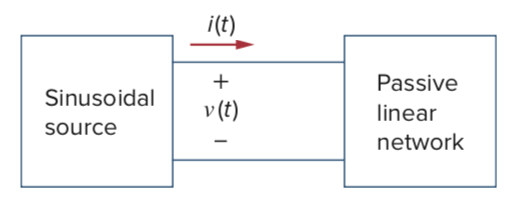 i(t)
Sinusoidal
source
+
v(t)
−
Passive
linear
network